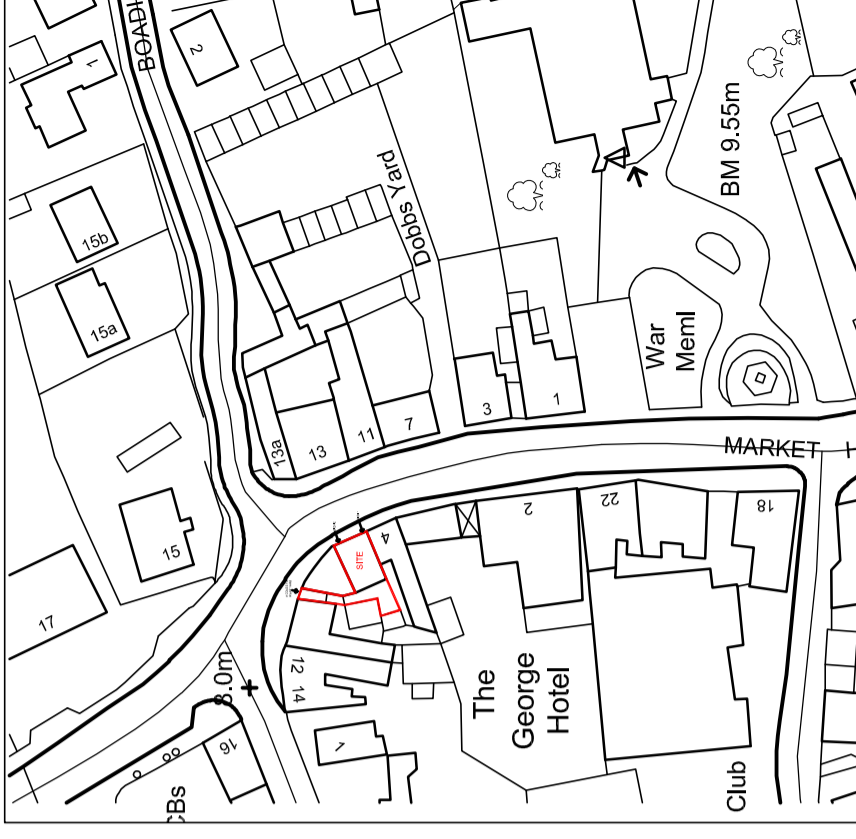 BOADI
2
1
15b
15a
Dobbs Yard
BM 9.55m
War
Meml
3
1
7
11
13
13a
MARKET H
15
17
SITE
4
2
22
18
12
14
8.0m
16
1
The
George
Hotel
Club
CBs